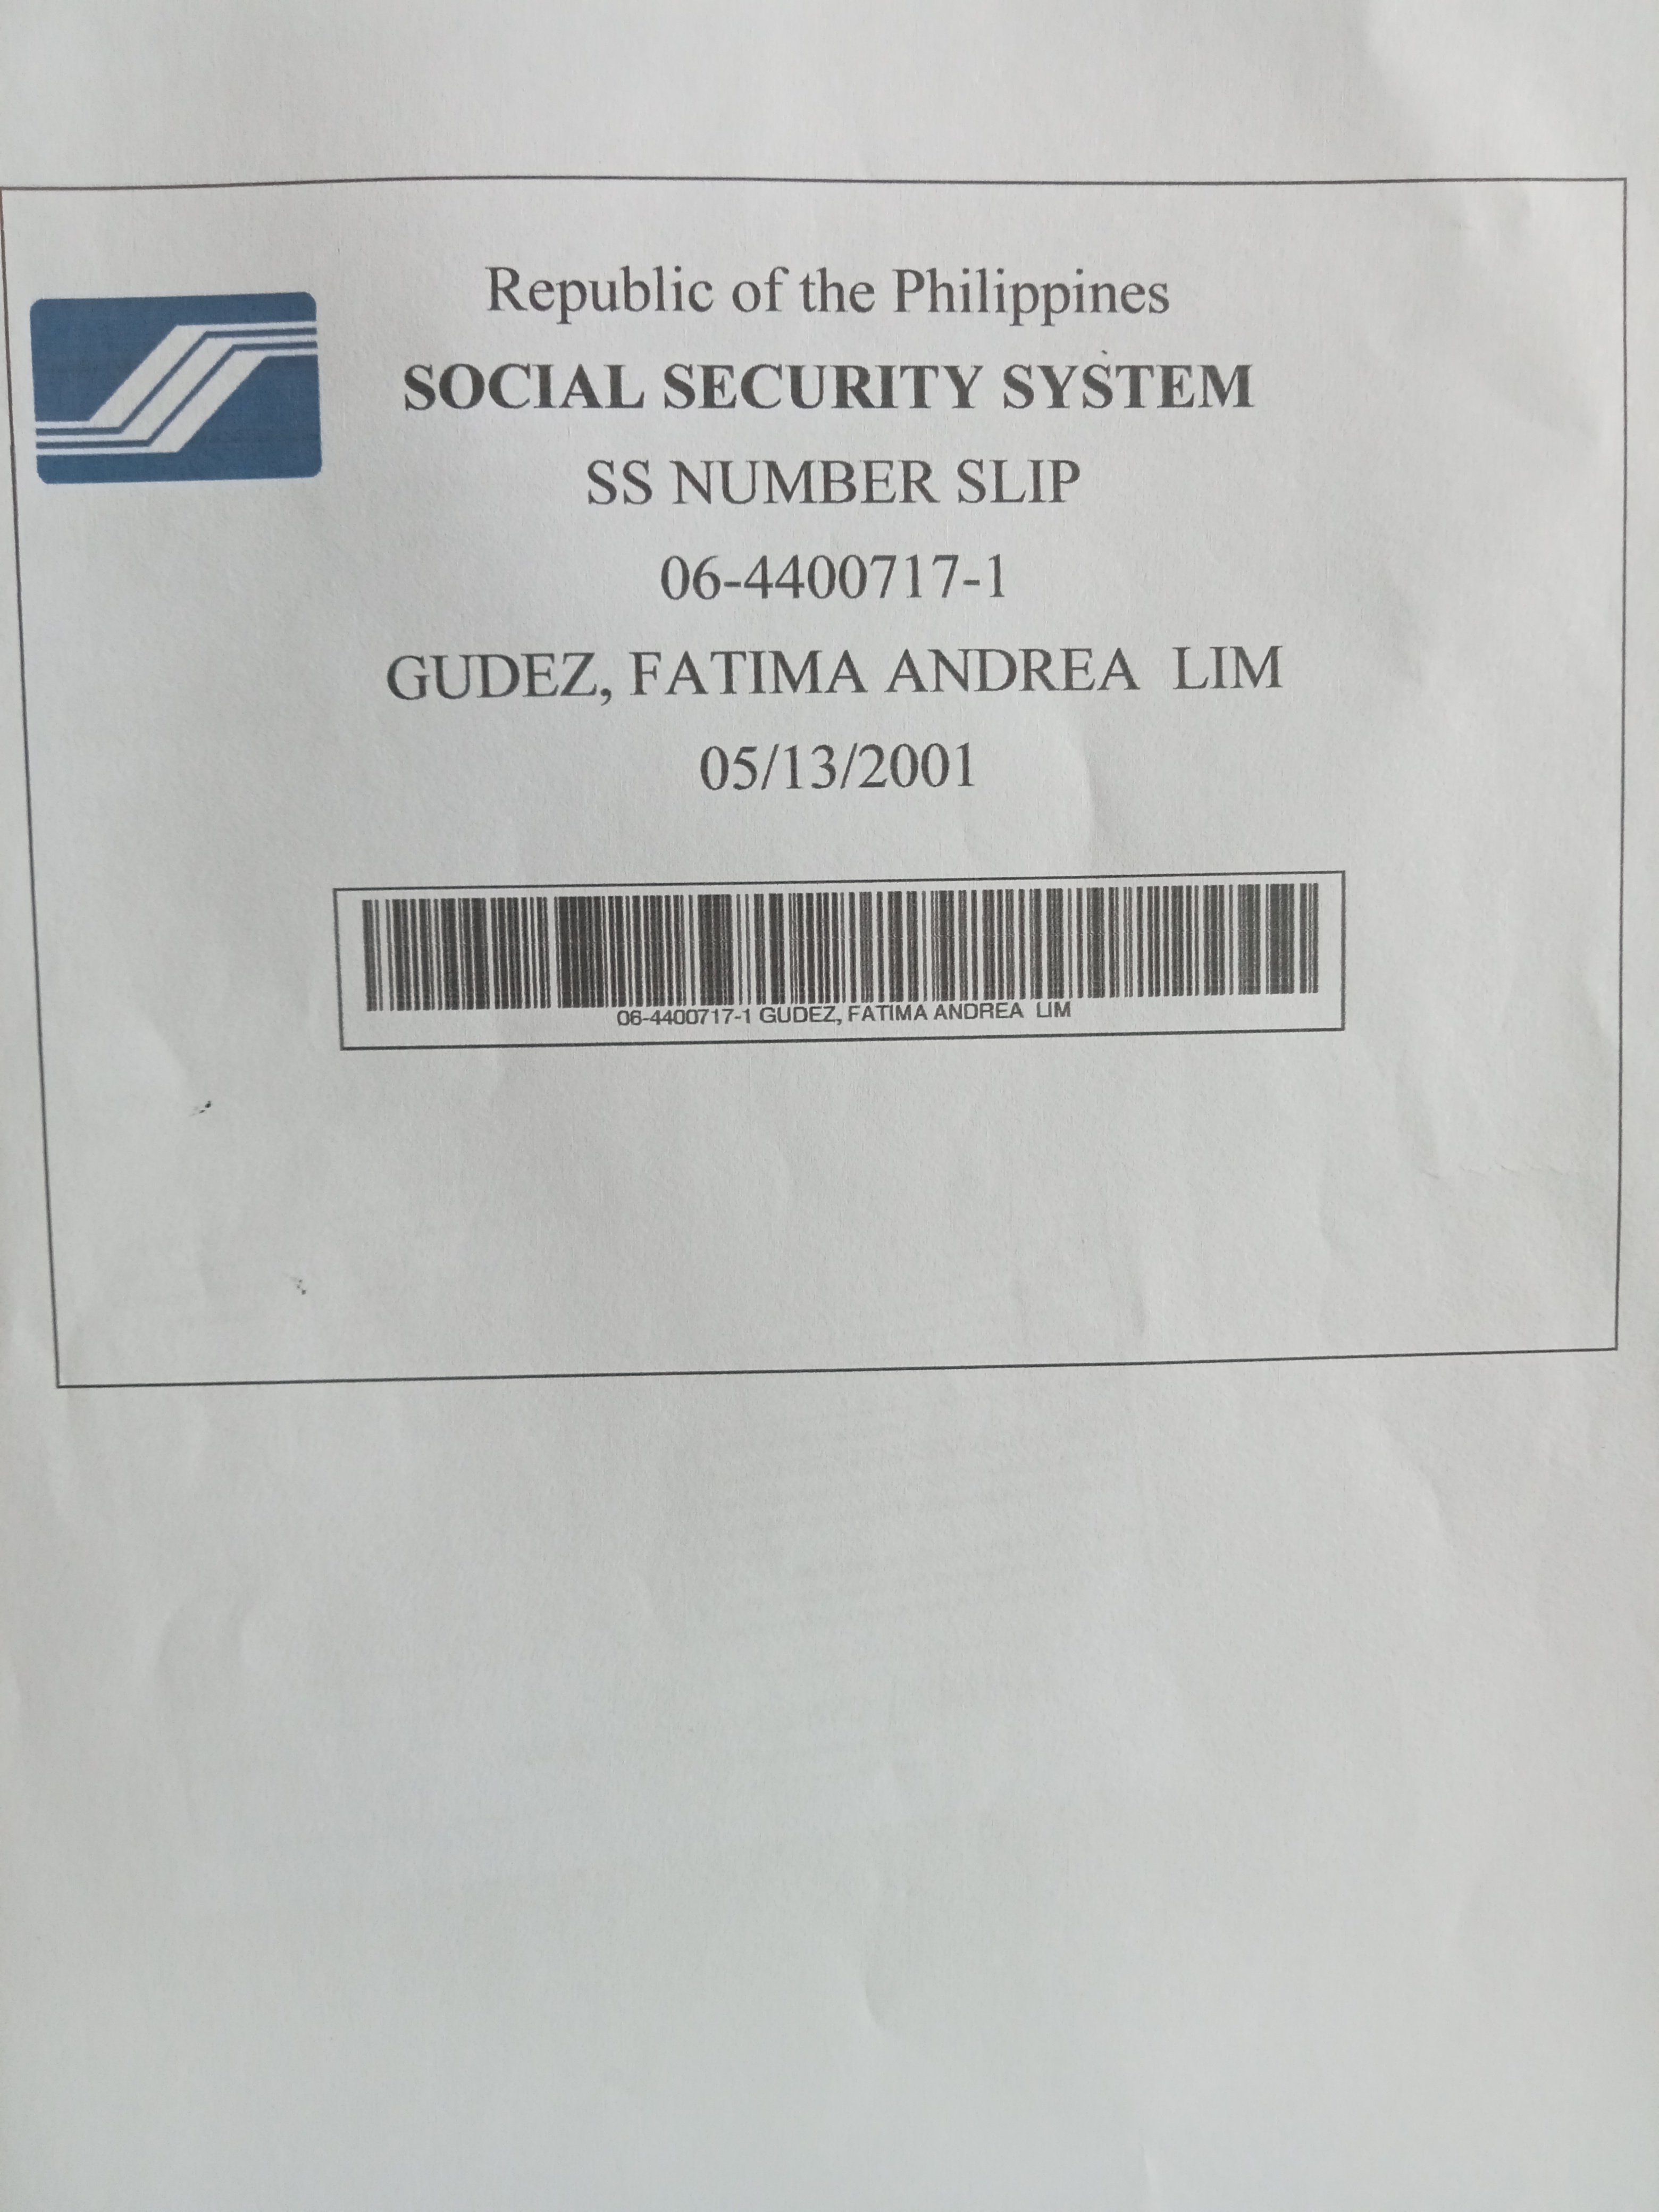 Republic of the Philippines
SOCIAL SECURITY SYSTEM
SS NUMBER SLIP
06-4400717-1
GUDEZ, FATIMA ANDREA LIM
05/13/2001
06-4400717-1 GUDEZ, FATIMA ANDREA LIM